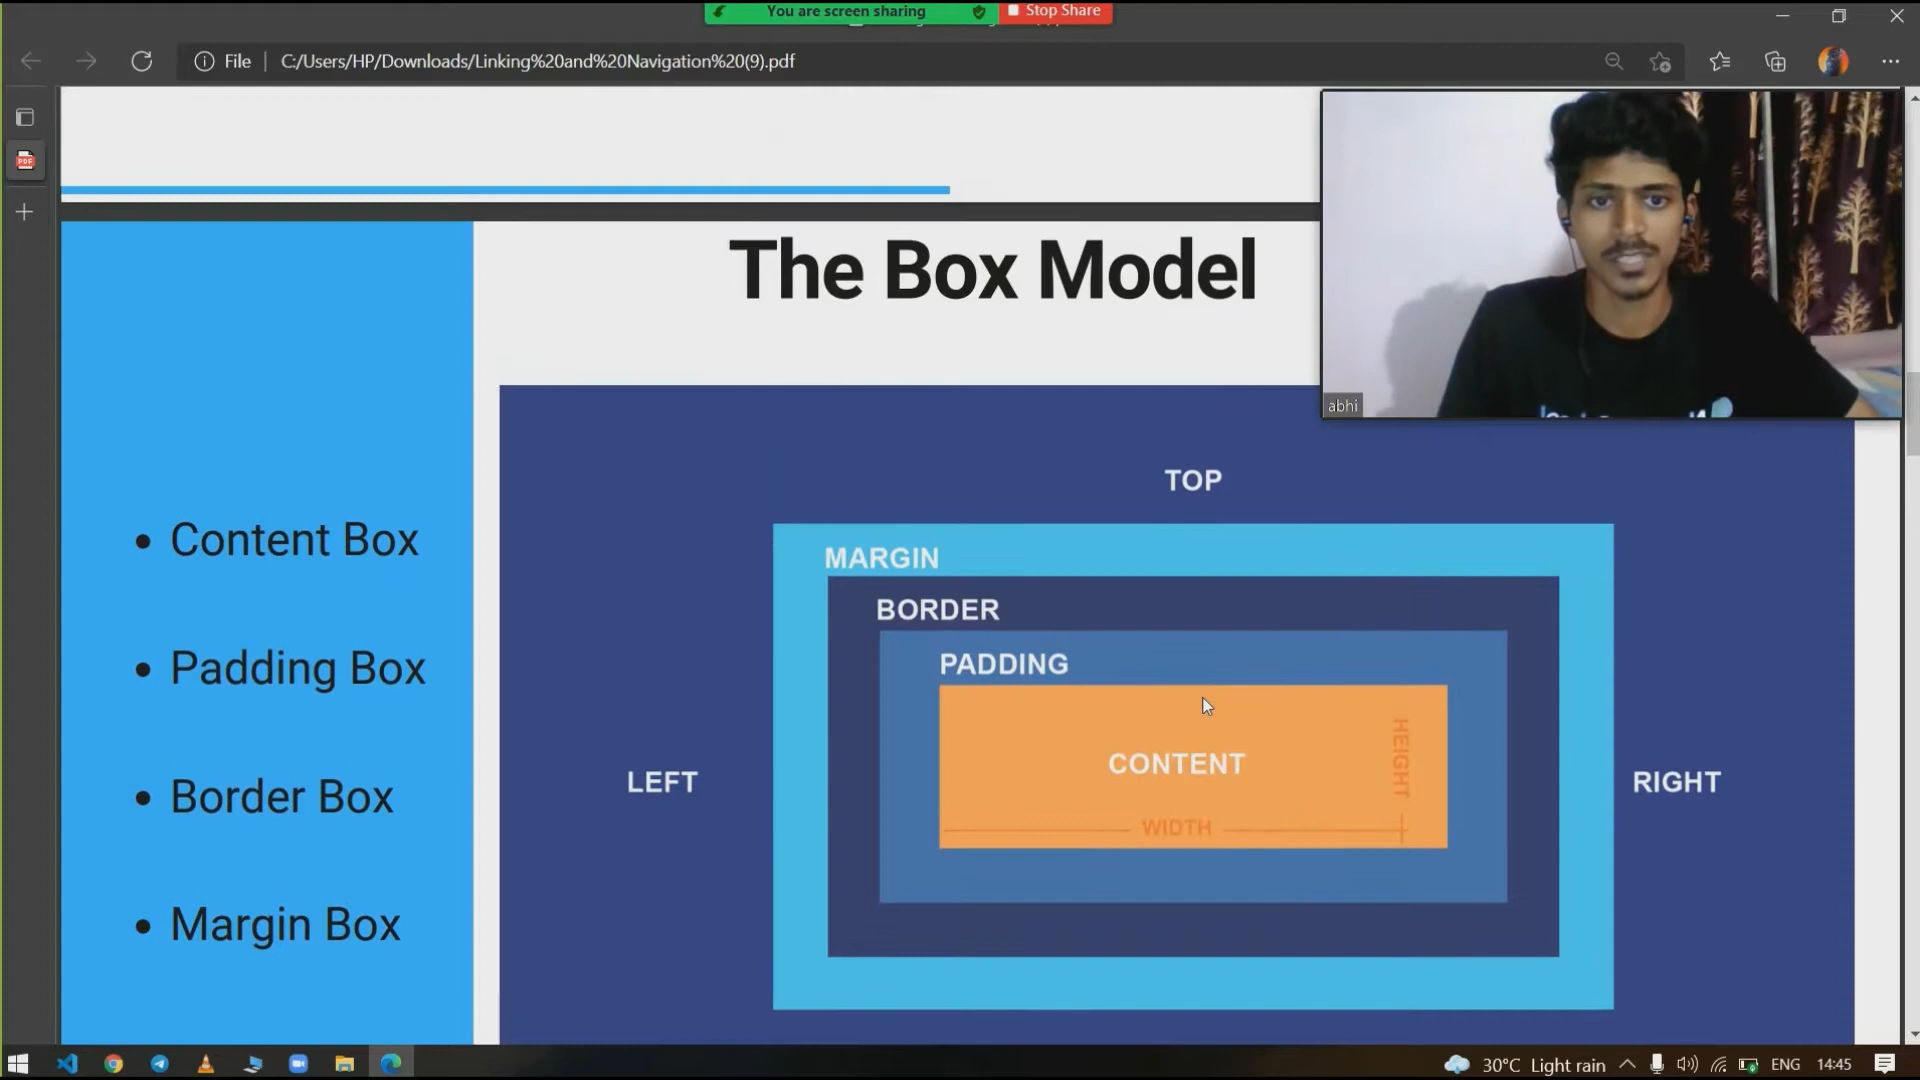 You are screen sharing
Stop Share
File
C:/Users/HP/Downloads/Linking%20and%20Navigation%20(9).pdf
PDF
abhi
The Box Model
• Content Box
• Padding Box
• Border Box
• Margin Box
TOP
MARGIN
BORDER
PADDING
CONTENT
HEIGHT
WIDTH
LEFT
RIGHT
30°C Light rain
ENG
14:45